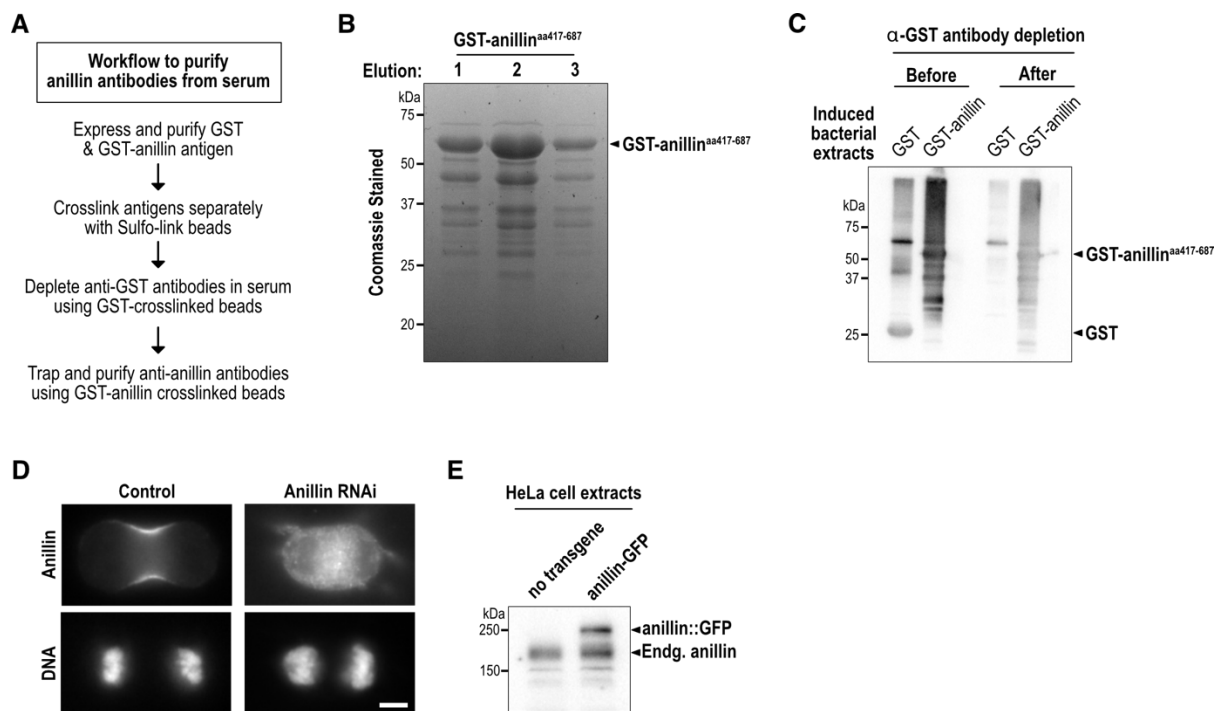 A
Workflow to purify
anillin antibodies from serum
Express and purify GST
& GST-anillin antigen
Crosslink antigens separately
with Sulfo-link beads
Deplete anti-GST antibodies in serum
using GST-crosslinked beads
Trap and purify anti-anillin antibodies
using GST-anillin crosslinked beads
B
GST-anillinaa417-687
Elution: 1 2 3
kDa
75
50
37
25
20
Coomassie Stained
GST-anillinaa417-687
C
α-GST antibody depletion
Before After
Induced
bacterial
extracts
GST GST-anillin GST GST-anillin
kDa
75
50
37
25
GST-anillinaa417-687
GST
D
Control Anillin RNAi
Anillin
DNA
E
HeLa cell extracts
no transgene anillin-GFP
kDa
250
150
anillin::GFP
Endg. anillin